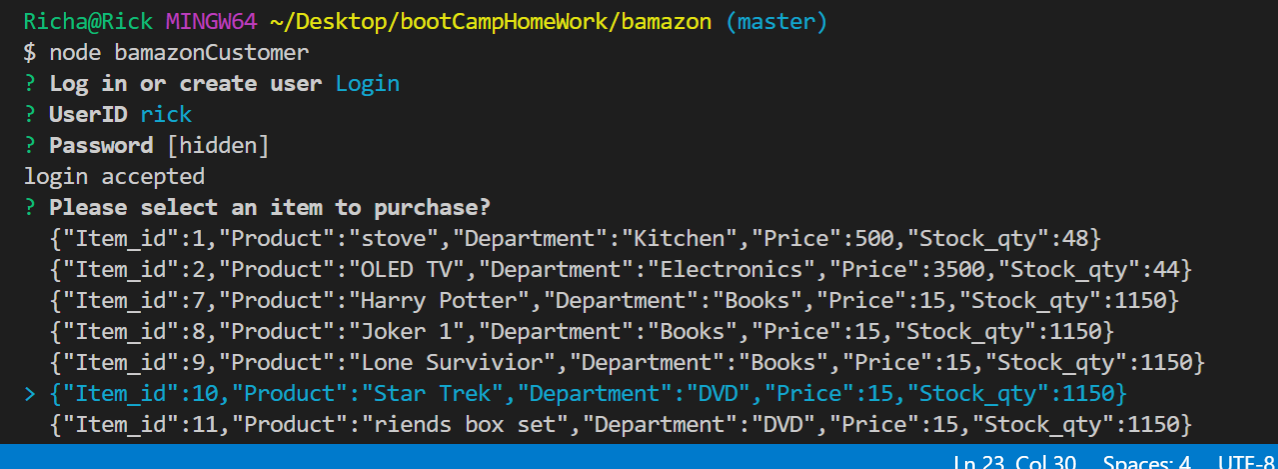 Richa@Rick MINGW64 ~/Desktop/bootCampHomeWork/bamazon (master)
$ node bamazonCustomer
? Log in or create user Login
? UserID rick
? Password [hidden]
login accepted
? Please select an item to purchase?
{"Item_id":1,"Product":"stove","Department":"Kitchen","Price":500,"Stock_qty":48}
{"Item_id":2,"Product":"OLED TV","Department":"Electronics","Price":3500,"Stock_qty":44}
{"Item_id":7,"Product":"Harry Potter","Department":"Books","Price":15,"Stock_qty":1150}
{"Item_id":8,"Product":"Joker 1","Department":"Books","Price":15,"Stock_qty":1150}
{"Item_id":9,"Product":"Lone Survivior","Department":"Books","Price":15,"Stock_qty":1150}
> {"Item_id":10,"Product":"Star Trek","Department":"DVD","Price":15,"Stock_qty":1150}
{"Item_id":11,"Product":"riends box set","Department":"DVD","Price":15,"Stock_qty":1150}
Ln 23, Col 30 Spaces: 4 UTF-8